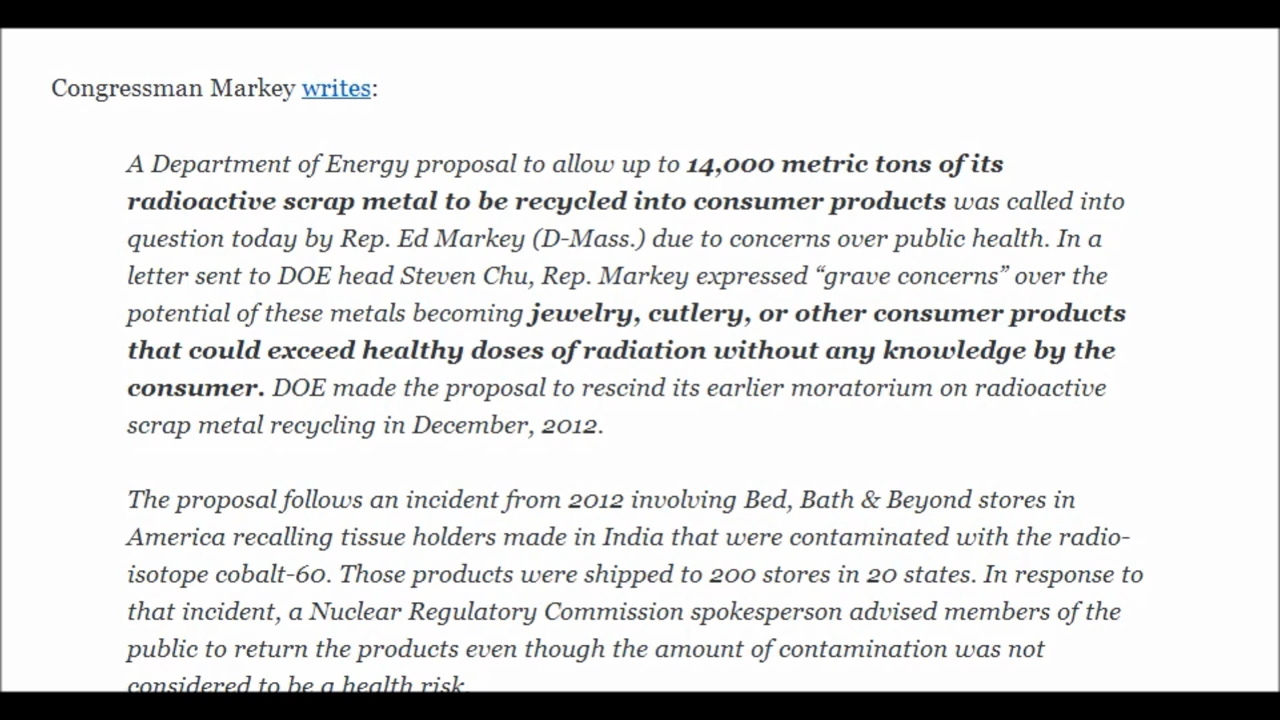 Congressman Markey writes:
A Department of Energy proposal to allow up to 14,000 metric tons of its
radioactive scrap metal to be recycled into consumer products was called into
question today by Rep. Ed Markey (D-Mass.) due to concerns over public health. In a
letter sent to DOE head Steven Chu, Rep. Markey expressed “grave concerns” over the
potential of these metals becoming jewelry, cutlery, or other consumer products
that could exceed healthy doses of radiation without any knowledge by the
consumer. DOE made the proposal to rescind its earlier moratorium on radioactive
scrap metal recycling in December, 2012.
The proposal follows an incident from 2012 involving Bed, Bath & Beyond stores in
America recalling tissue holders made in India that were contaminated with the radio-
isotope cobalt-60. Those products were shipped to 200 stores in 20 states. In response to
that incident, a Nuclear Regulatory Commission spokesperson advised members of the
public to return the products even though the amount of contamination was not
considered to be a health risk.